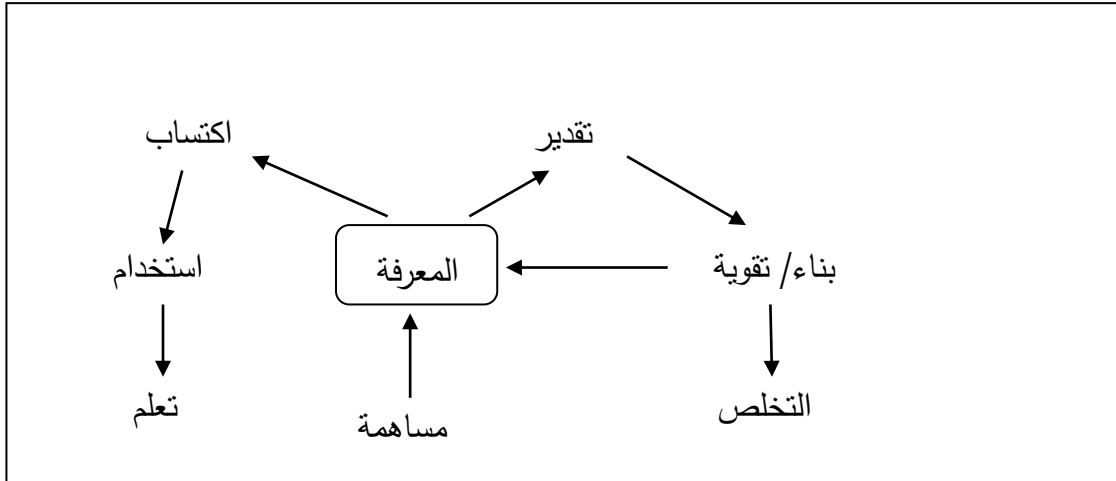 تقدير
اكتساب
بناء/ تقوية
المعرفة
استخدام
التخلص
مساهمة
تعلم